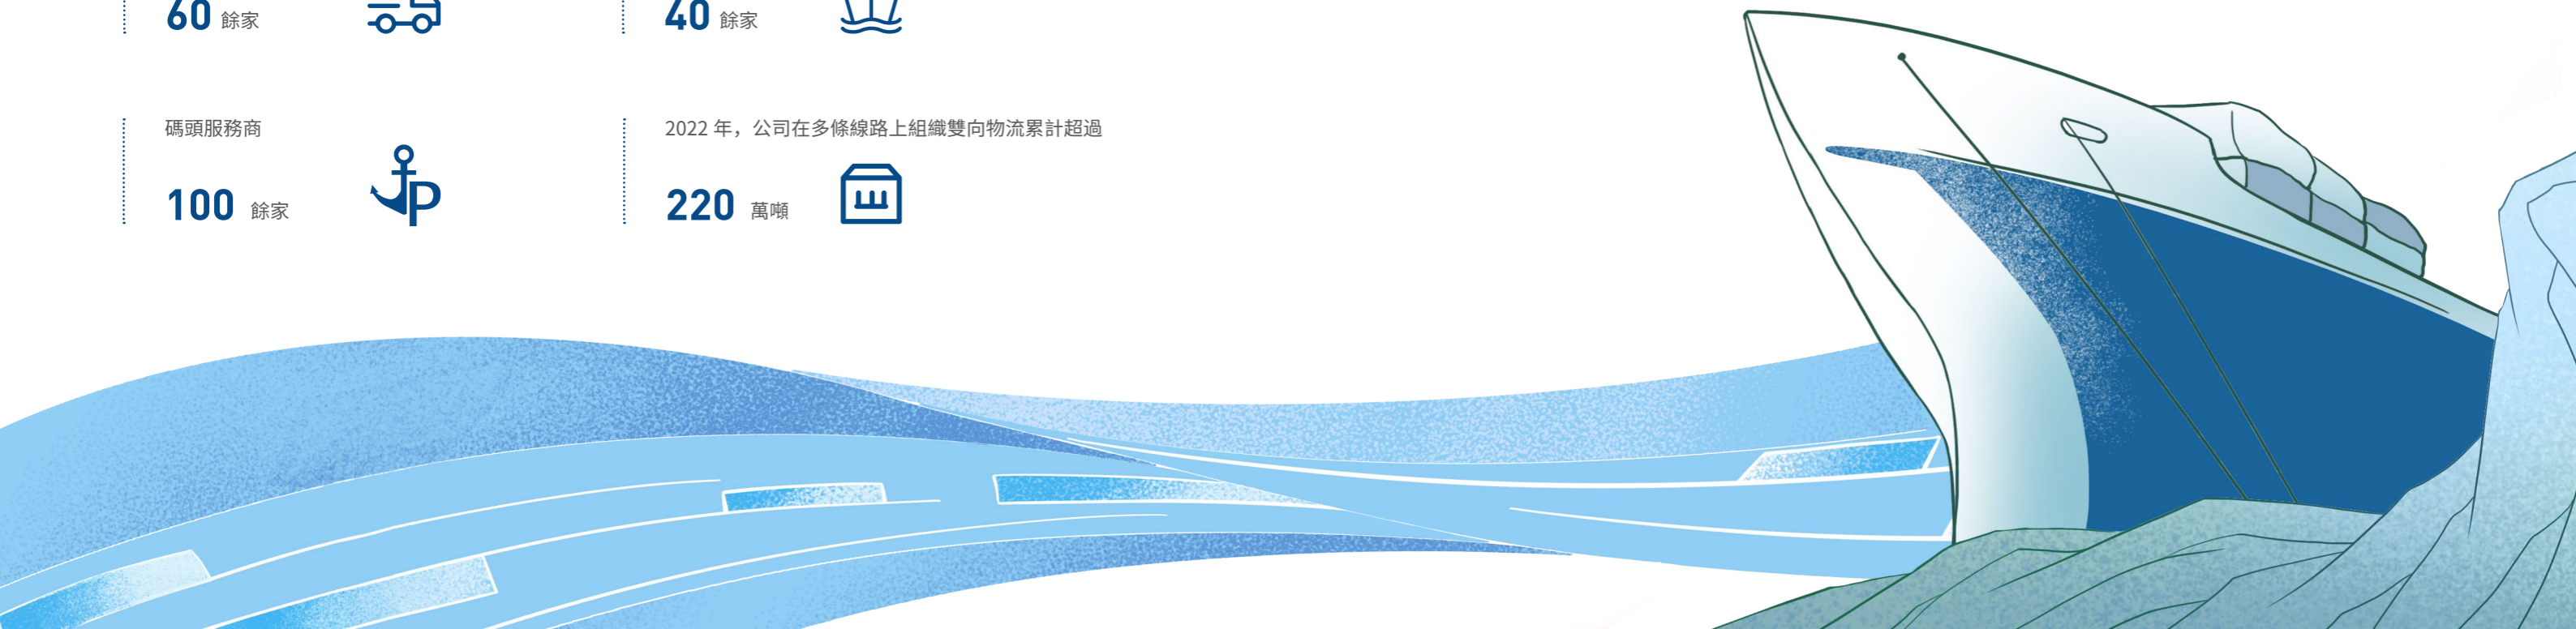 60 餘家
40 餘家
碼頭服務商
100 餘家
2022 年，公司在多條線路上組織雙向物流累計超過
220 萬噸